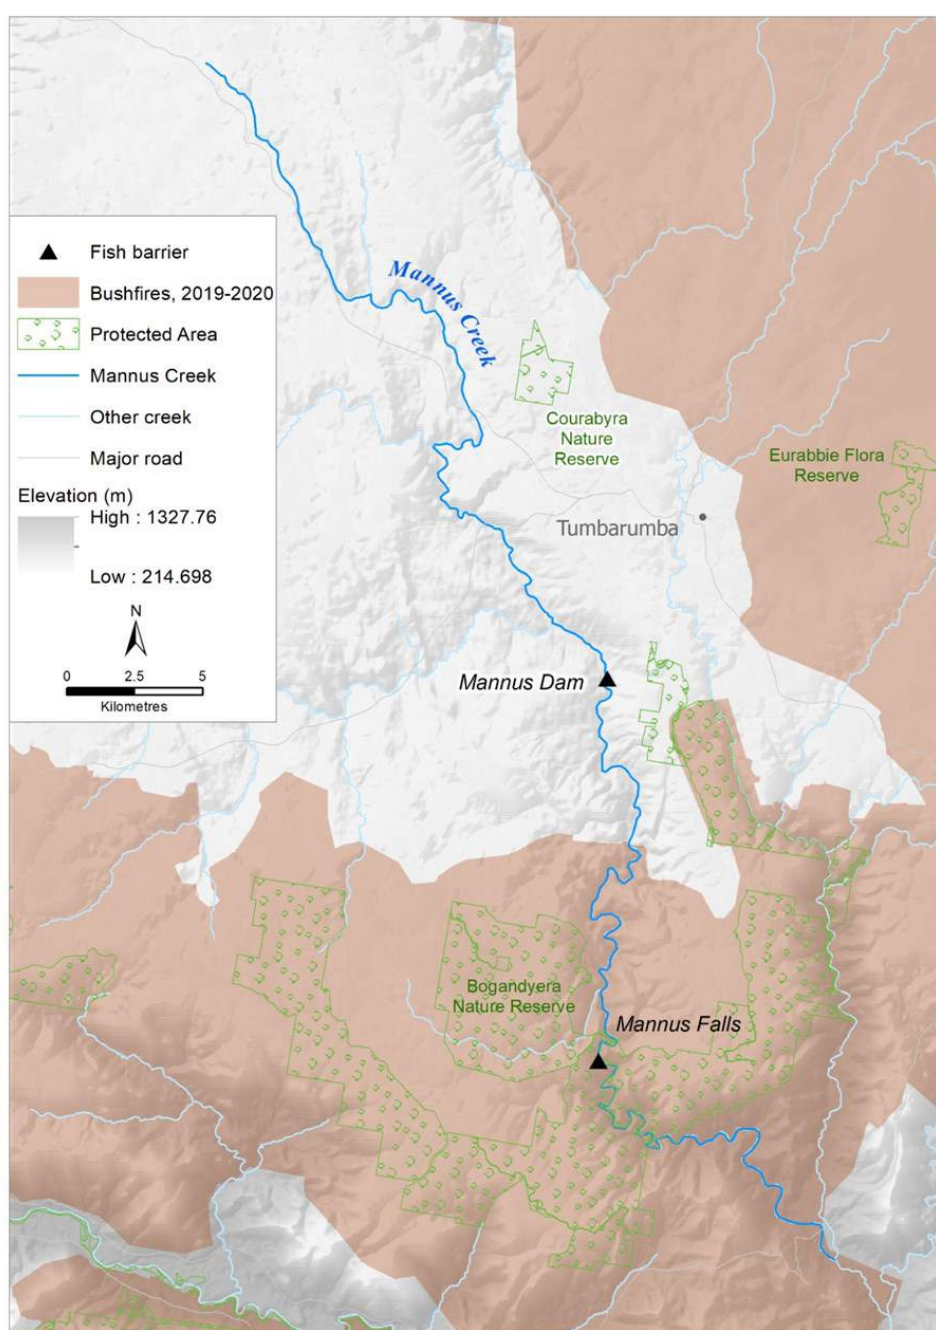 Fish barrier
Bushfires, 2019-2020
Protected Area
Mannus Creek
Other creek
Major road
Elevation (m)
High : 1327.76
Low : 214.698
N
0 2.5 5
Kilometres
Mannus Creek
Courabyra
Nature
Reserve
Eurabbie Flora
Reserve
Tumbarumba
Mannus Dam
Bogandyera
Nature Reserve
Mannus Falls